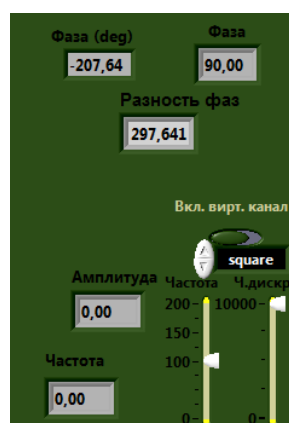 Фаза (deg) Фаза
-207,64 90,00
Разность фаз
297,641
Вкл. вирт. канал
square
Амплитуда Частота Ч.дискр
0,00 200 10000
150
Частота 100
0,00
0 0